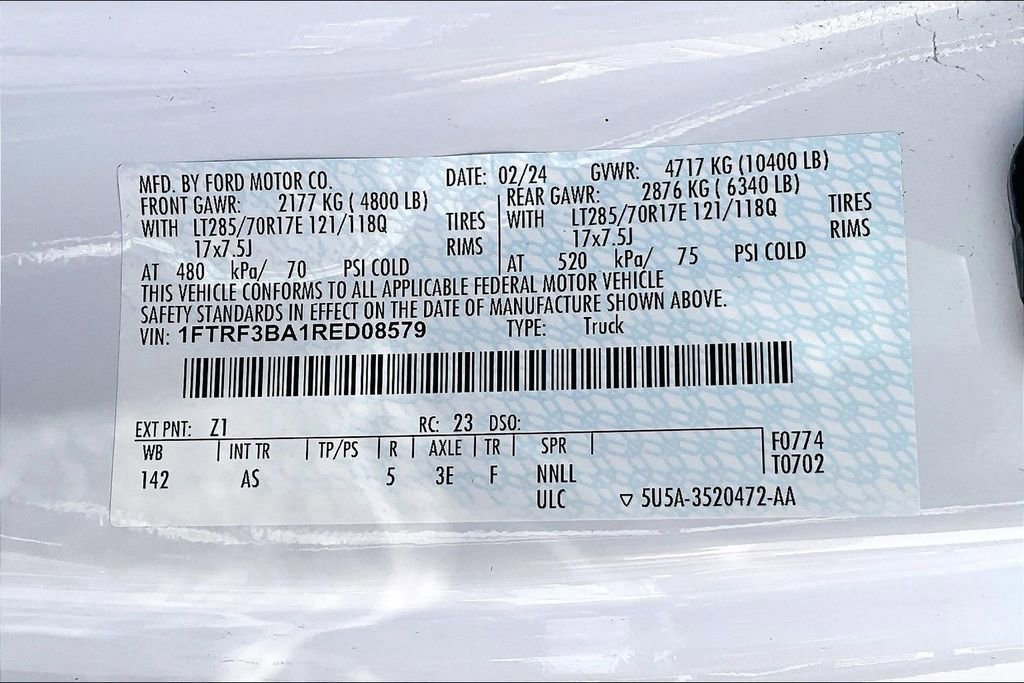 MFD. BY FORD MOTOR CO. DATE: 02/24 GVWR: 4717 KG (10400 LB)
FRONT GAWR: 2177 KG ( 4800 LB) REAR GAWR: 2876 KG ( 6340 LB)
WITH LT285/70R17E 121/118Q TIRES WITH LT285/70R17E 121/118Q TIRES
17x7.5J RIMS 17x7.5J RIMS
AT 480 kPa/ 70 PSI COLD AT 520 kPa/ 75 PSI COLD
THIS VEHICLE CONFORMS TO ALL APPLICABLE FEDERAL MOTOR VEHICLE
SAFETY STANDARDS IN EFFECT ON THE DATE OF MANUFACTURE SHOWN ABOVE.
VIN: 1FTRF3BA1RED08579 TYPE: Truck
EXT PNT: Z1 RC: 23 DSO:
WB INT TR TP/PS R AXLE TR SPR F0774
142 AS 5 3E F NNLL T0702
ULC ▽ 5U5A-3520472-AA